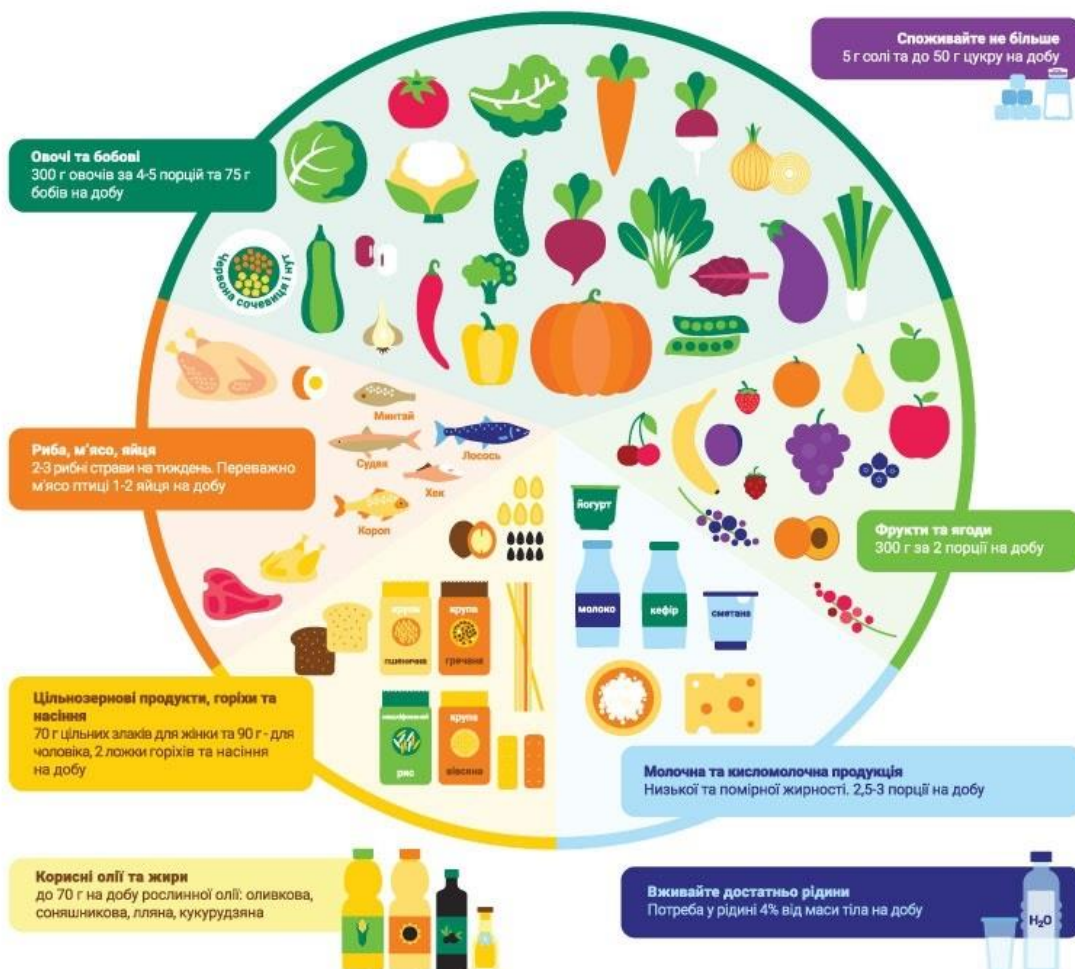 Споживайте не більше
5 г солі та до 50 г цукру на добу
Овочі та бобові
300 г овочів за 4-5 порцій та 75 г
бобів на добу
Червона сочевиця і нут
Риба, м'ясо, яйця
2-3 рибні страви на тиждень. Переважно
м'ясо птиці 1-2 яйця на добу
Минтай
Судак
Лосось
Хек
Короп
Фрукти та ягоди
300 г за 2 порції на добу
йогурт
молоко
кефір
сметана
крупа
пшенична
крупа
гречана
рис
крупа
вівсяна
Цільнозернові продукти, горіхи та
насіння
70 г цільних злаків для жінки та 90 г - для
чоловіка, 2 ложки горіхів та насіння
на добу
Молочна та кисломолочна продукція
Низької та помірної жирності. 2,5-3 порції на добу
Корисні олії та жири
до 70 г на добу рослинної олії: оливкова,
соняшникова, лляна, кукурудзяна
Вживайте достатньо рідини
Потреба у рідині 4% від маси тіла на добу
H₂O